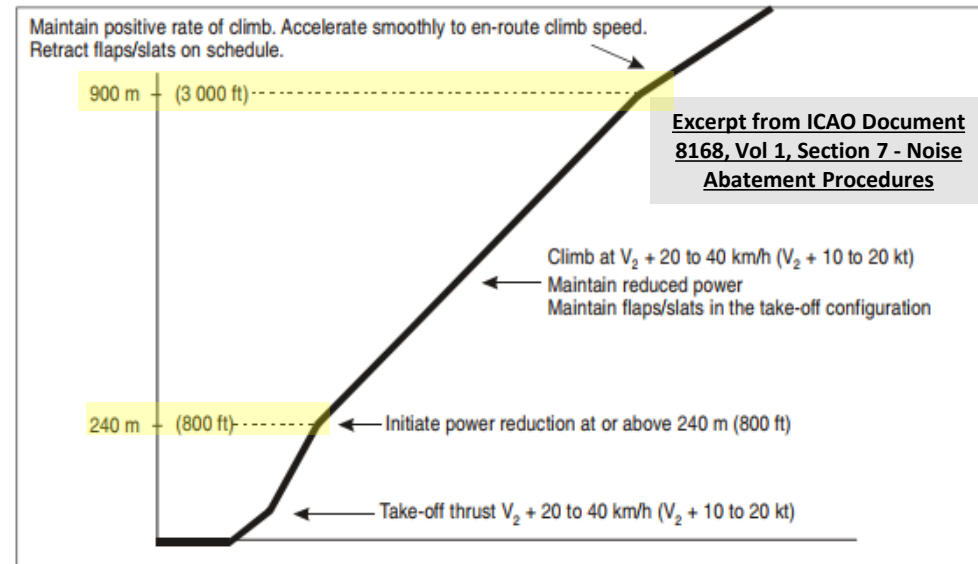 Maintain positive rate of climb. Accelerate smoothly to en-route climb speed.
Retract flaps/slats on schedule.
900 m (3 000 ft)
Excerpt from ICAO Document
8168, Vol 1, Section 7 - Noise
Abatement Procedures
Climb at V₂ + 20 to 40 km/h (V₂ + 10 to 20 kt)
Maintain reduced power
Maintain flaps/slats in the take-off configuration
240 m (800 ft) Initiate power reduction at or above 240 m (800 ft)
Take-off thrust V₂ + 20 to 40 km/h (V₂ + 10 to 20 kt)